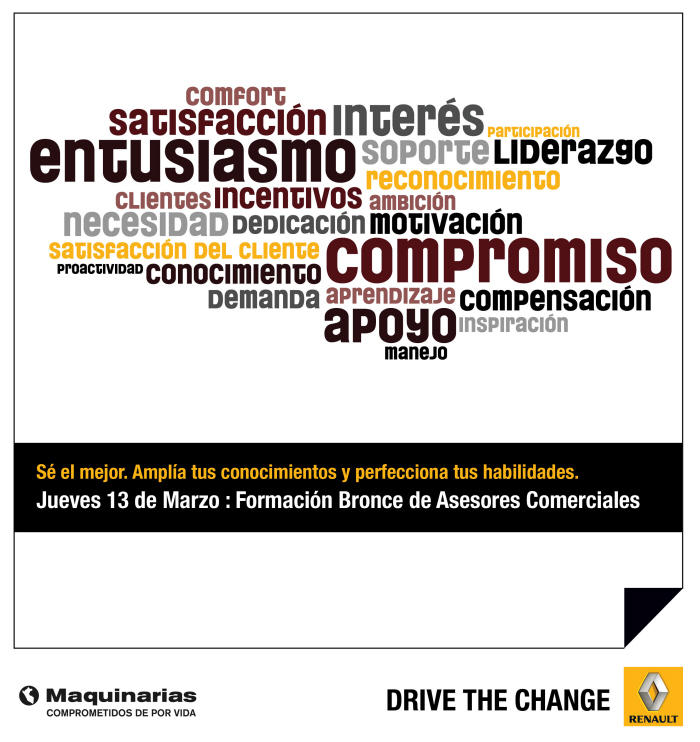 comfort
satisfacción interés
participación
entusiasmo soporte Liderazgo
reconocimiento
clientes incentivos ambición
necesidad Dedicación motivación
satisfacción del cliente compromiso
proactividad conocimiento
Demanda aprendizaje compensación
apoyo inspiración
manejo
Sé el mejor. Amplía tus conocimientos y perfecciona tus habilidades.
Jueves 13 de Marzo : Formación Bronce de Asesores Comerciales
Maquinarias
COMPROMETIDOS DE POR VIDA
DRIVE THE CHANGE
RENAULT